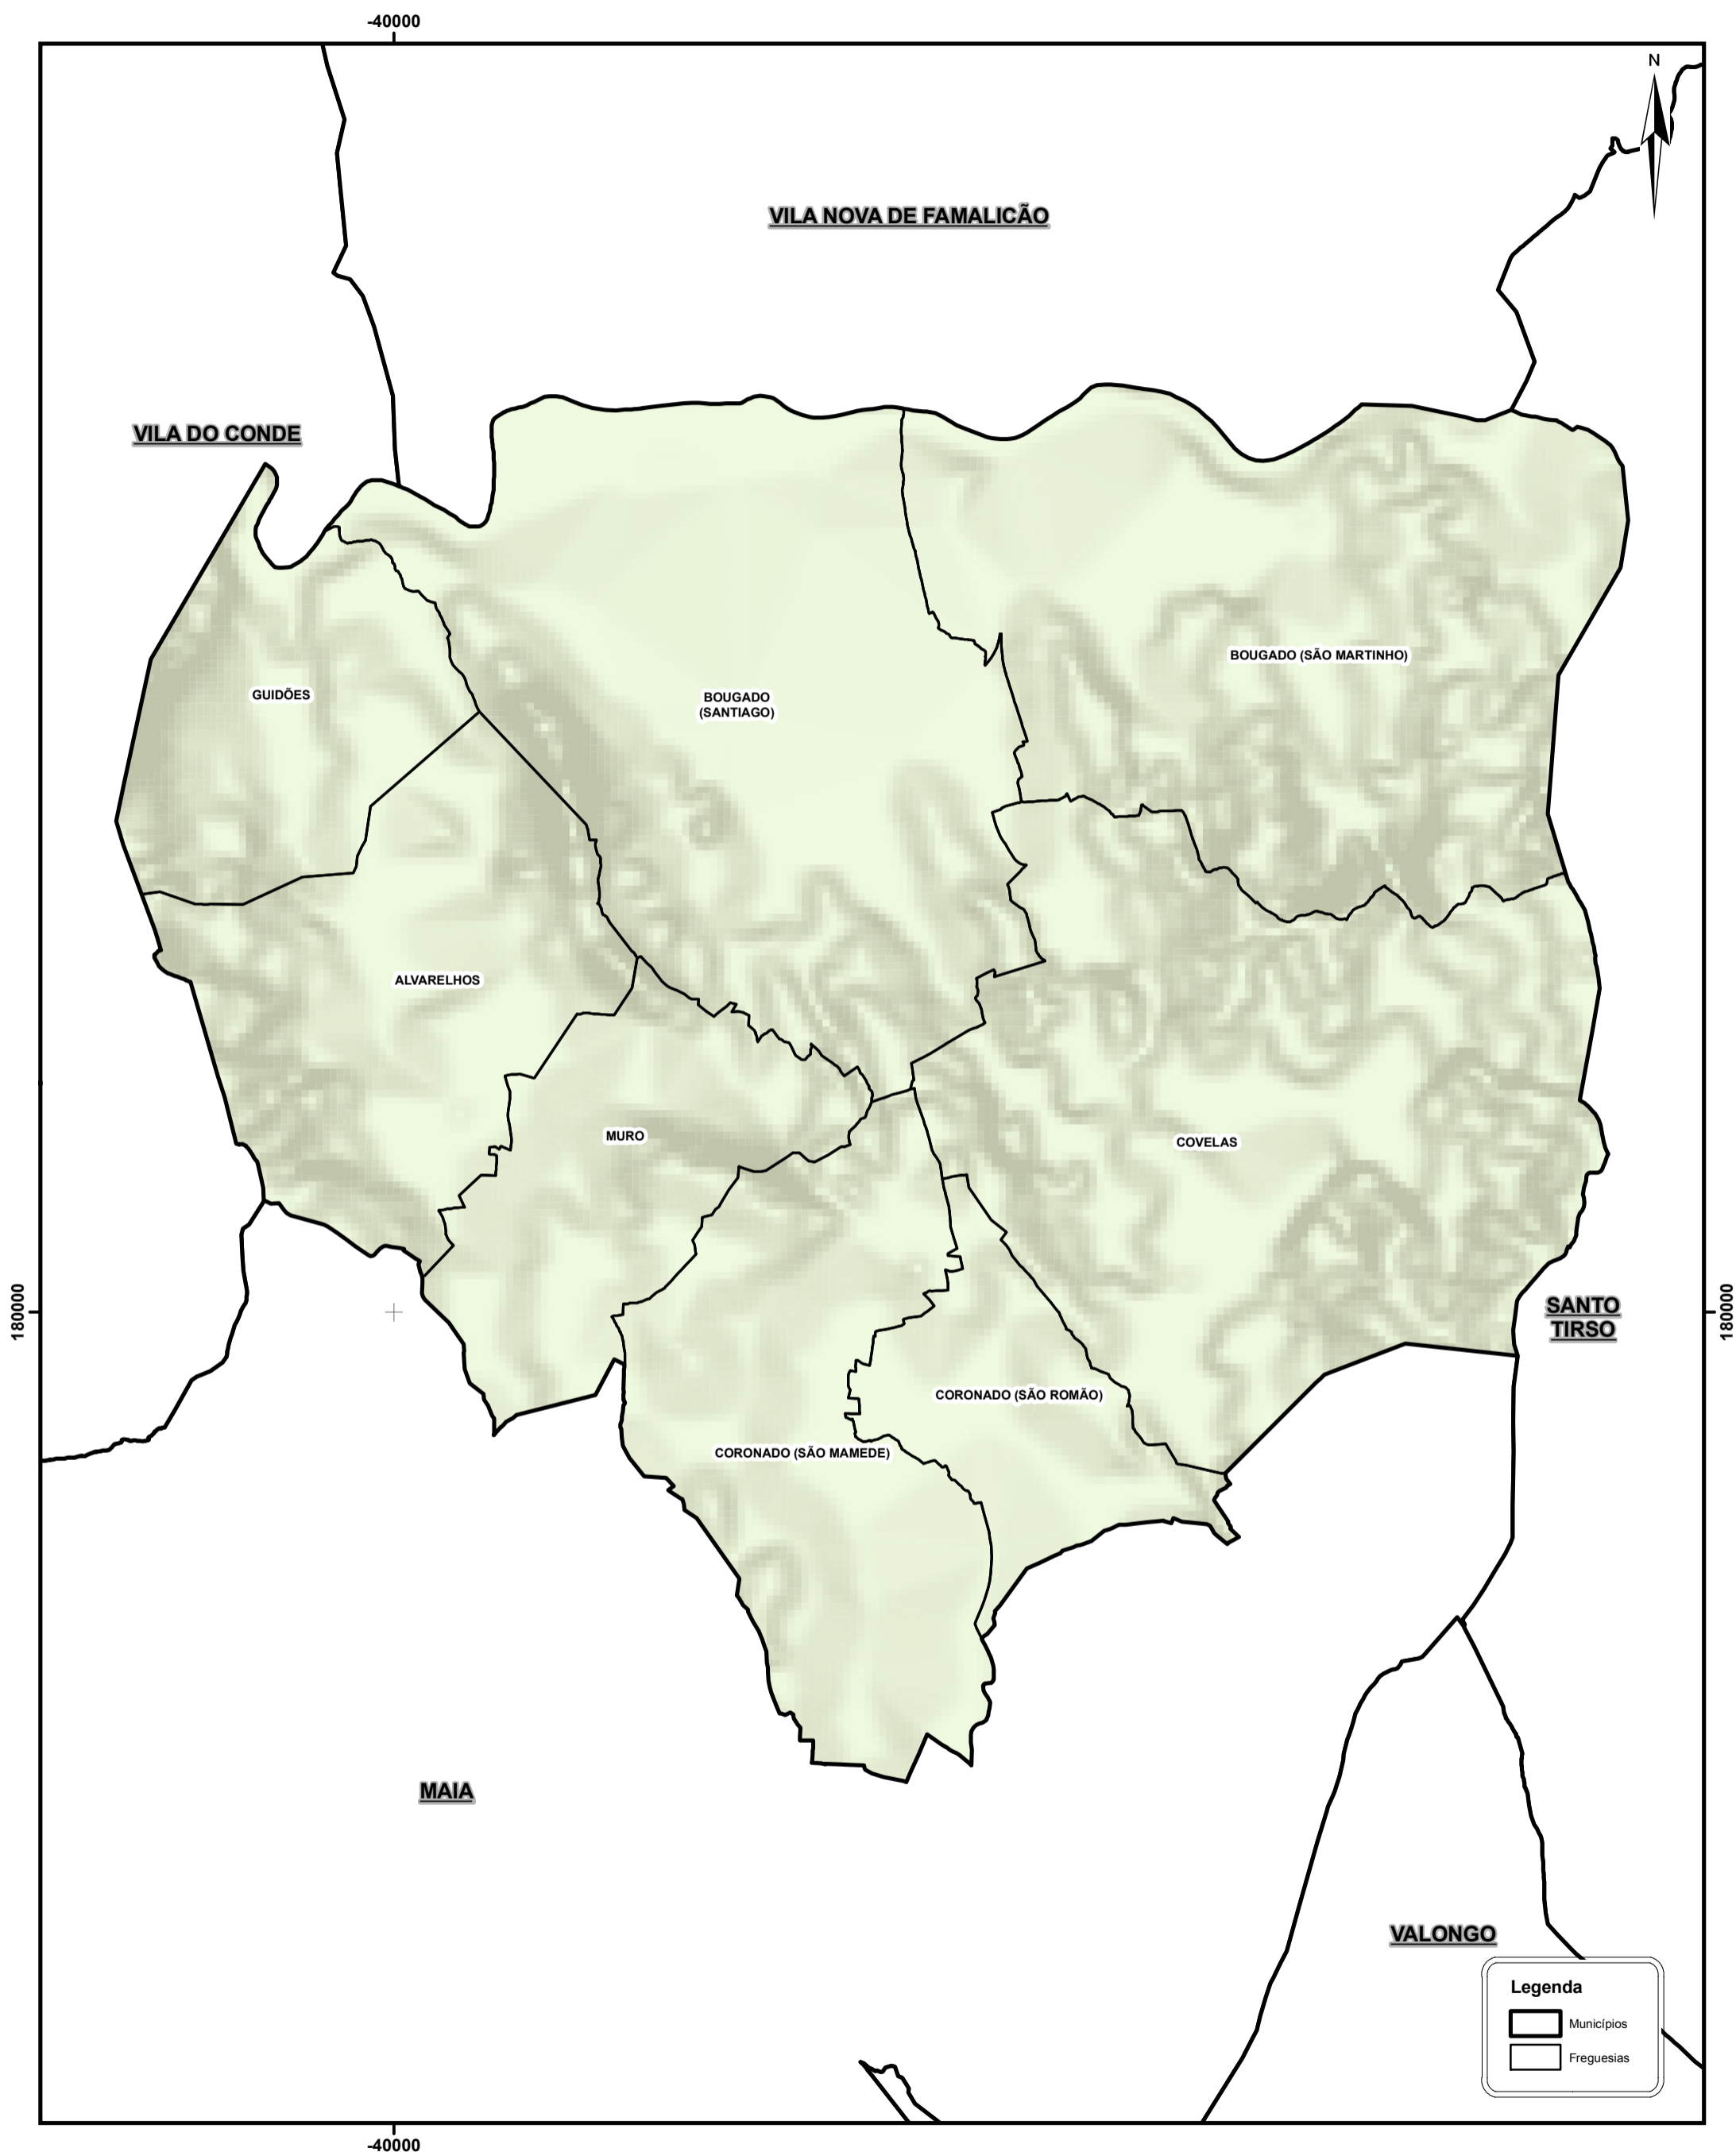 -40000
N
VILA NOVA DE FAMALICÃO
VILA DO CONDE
BOUGADO (SÃO MARTINHO)
GUIDÕES
BOUGADO
(SANTIAGO)
ALVARELHOS
MURO
COVELAS
180000
SANTO
TIRSO
180000
CORONADO (SÃO ROMÃO)
CORONADO (SÃO MAMEDE)
MAIA
VALONGO
Legenda
Municípios
Freguesias
-40000